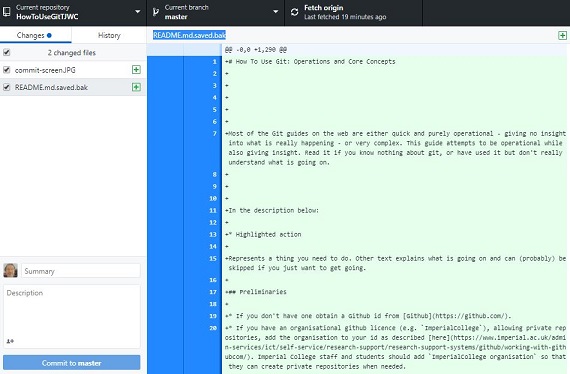 Current repository
HowToUseGitTJWC
Current branch
master
Fetch origin
Last fetched 19 minutes ago
Changes
History
2 changed files
commit-screen.JPG
README.md.saved.bak
Summary
Description
Commit to master
README.md.saved.bak
@@ -0,0 +1,290 @@
1 +# How To Use Git: Operations and Core Concepts
2 +
3 +
4 +
5 +
6 +
7 +Most of the Git guides on the web are either quick and purely operational - giving no insight
into what is really happening - or very complex. This guide attempts to be operational while
also giving insight. Read it if you know nothing about git, or have used it but don't really
understand what is going on.
8 +
9 +
10 +
11 +In the description below:
12 +
13 +* Highlighted action
14 +
15 +Represents a thing you need to do. Other text explains what is going on and can (probably) be
skipped if you just want to get going.
16 +
17 +## Preliminaries
18 +
19 +* If you don't have one obtain a Github id from [Github](https://github.com/).
20 +* If you have an organisational github licence (e.g. `ImperialCollege`), allowing private rep
ositories, add the organisation to your id as described [here](https://www.imperial.ac.uk/admi
n-services/ict/self-service/research-support/research-support-systems/github/working-with-gith
ubcom/). Imperial College staff and students should add `ImperialCollege organisation` so that
they can create private repositories when needed.